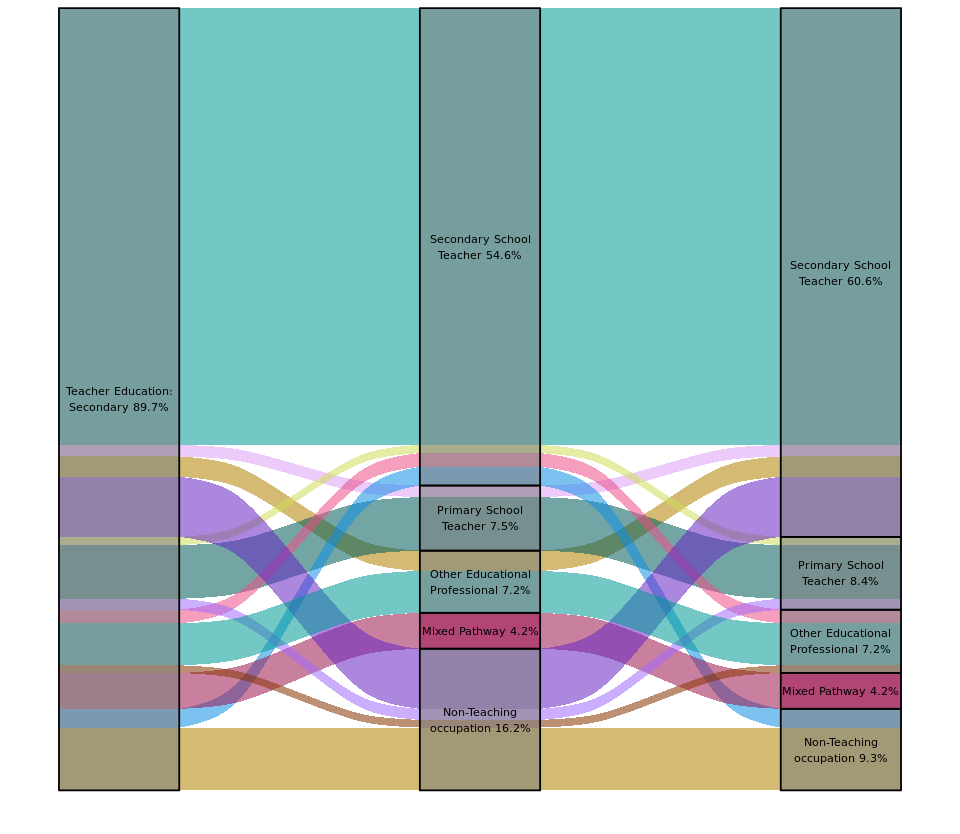 Teacher Education:
Secondary 89.7%
Secondary School
Teacher 54.6%
Primary School
Teacher 7.5%
Other Educational
Professional 7.2%
Mixed Pathway 4.2%
Non-Teaching
occupation 16.2%
Secondary School
Teacher 60.6%
Primary School
Teacher 8.4%
Other Educational
Professional 7.2%
Mixed Pathway 4.2%
Non-Teaching
occupation 9.3%